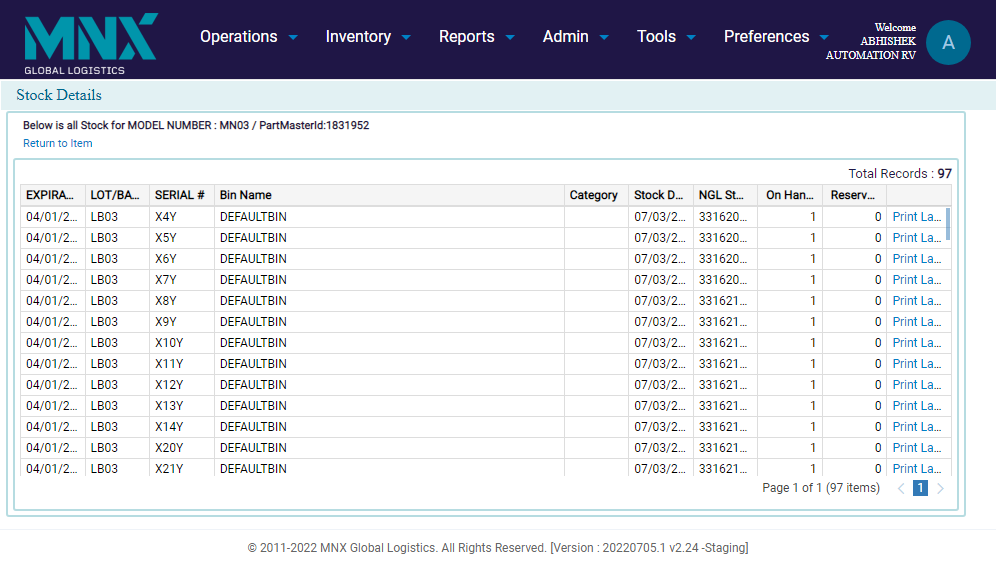 MNX
GLOBAL LOGISTICS
Operations Inventory Reports Admin Tools Preferences
Welcome
ABHISHEK
AUTOMATION RV
A
Stock Details
Below is all Stock for MODEL NUMBER : MN03 / PartMasterId:1831952
Return to Item
Total Records : 97
EXPIRA... LOT/BA... SERIAL # Bin Name Category Stock D... NGL St... On Han... Reserv...
04/01/2... LB03 X4Y DEFAULTBIN 07/03/2... 331620... 1 0 Print La...
04/01/2... LB03 X5Y DEFAULTBIN 07/03/2... 331620... 1 0 Print La...
04/01/2... LB03 X6Y DEFAULTBIN 07/03/2... 331620... 1 0 Print La...
04/01/2... LB03 X7Y DEFAULTBIN 07/03/2... 331620... 1 0 Print La...
04/01/2... LB03 X8Y DEFAULTBIN 07/03/2... 331621... 1 0 Print La...
04/01/2... LB03 X9Y DEFAULTBIN 07/03/2... 331621... 1 0 Print La...
04/01/2... LB03 X10Y DEFAULTBIN 07/03/2... 331621... 1 0 Print La...
04/01/2... LB03 X11Y DEFAULTBIN 07/03/2... 331621... 1 0 Print La...
04/01/2... LB03 X12Y DEFAULTBIN 07/03/2... 331621... 1 0 Print La...
04/01/2... LB03 X13Y DEFAULTBIN 07/03/2... 331621... 1 0 Print La...
04/01/2... LB03 X14Y DEFAULTBIN 07/03/2... 331621... 1 0 Print La...
04/01/2... LB03 X20Y DEFAULTBIN 07/03/2... 331621... 1 0 Print La...
04/01/2... LB03 X21Y DEFAULTBIN 07/03/2... 331621... 1 0 Print La...
Page 1 of 1 (97 items) 1
© 2011-2022 MNX Global Logistics. All Rights Reserved. [Version : 20220705.1 v2.24 -Staging]